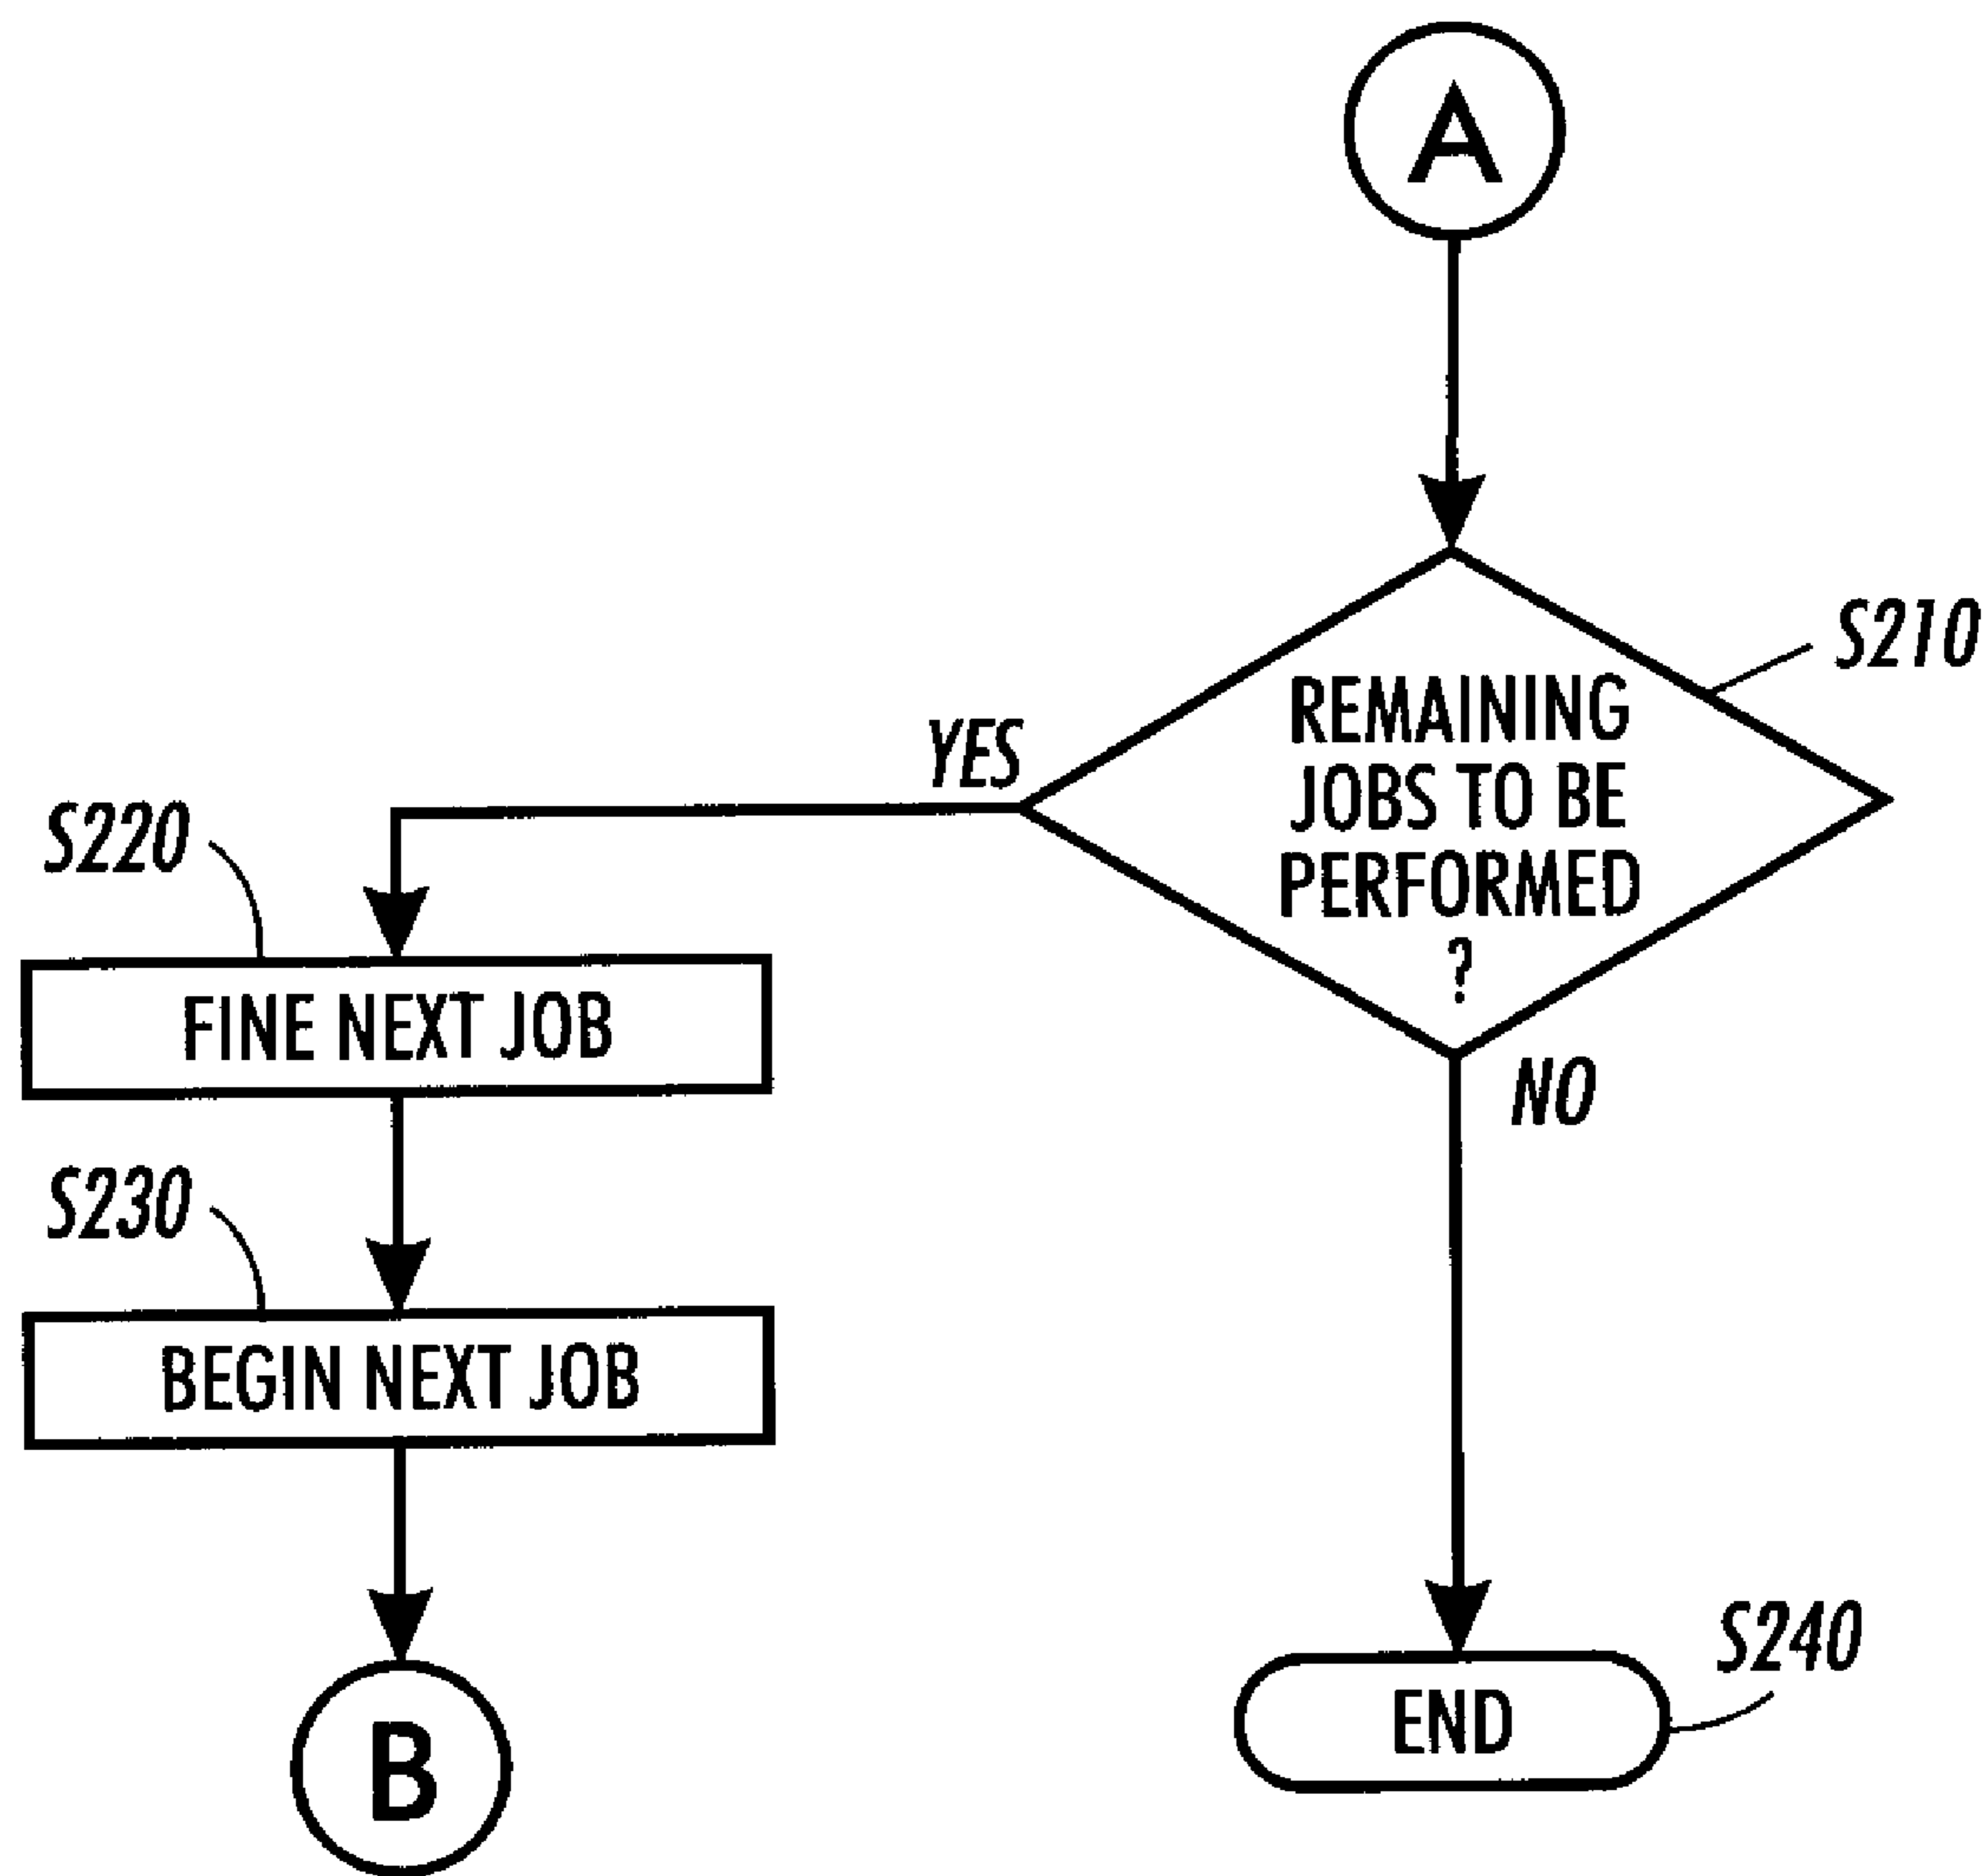 A
S210
REMAINING
JOBS TO BE
PERFORMED
?
YES
NO
S220
FINE NEXT JOB
S230
BEGIN NEXT JOB
B
S240
END